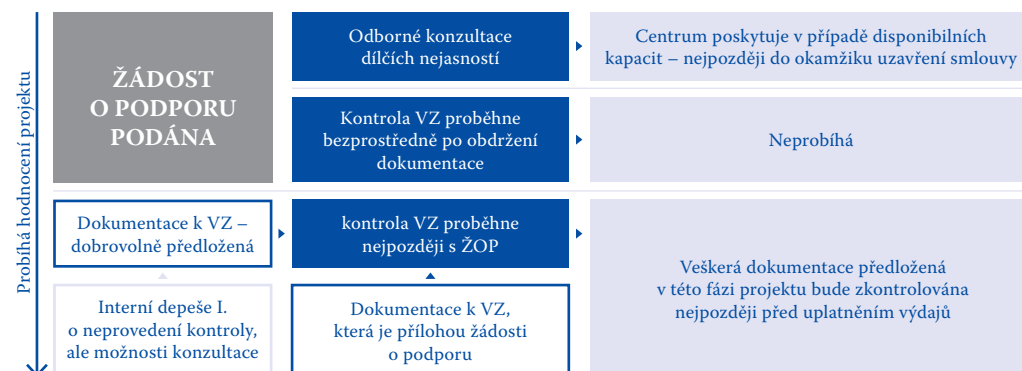 Probíhá hodnocení projektu
ŽÁDOST
O PODPORU
PODÁNA
Odborné konzultace
dílčích nejasností
Centrum poskytuje v případě disponibilních
kapacit – nejpozději do okamžiku uzavření smlouvy
Kontrola VZ proběhne
bezprostředně po obdržení
dokumentace
Neprobíhá
Dokumentace k VZ –
dobrovolně předložená
kontrola VZ proběhne
nejpozději s ŽOP
Veškerá dokumentace předložená
v této fázi projektu bude zkontrolována
nejpozději před uplatněním výdajů
Interní depeše I.
o neprovedení kontroly,
ale možnosti konzultace
Dokumentace k VZ,
která je přílohou žádosti
o podporu